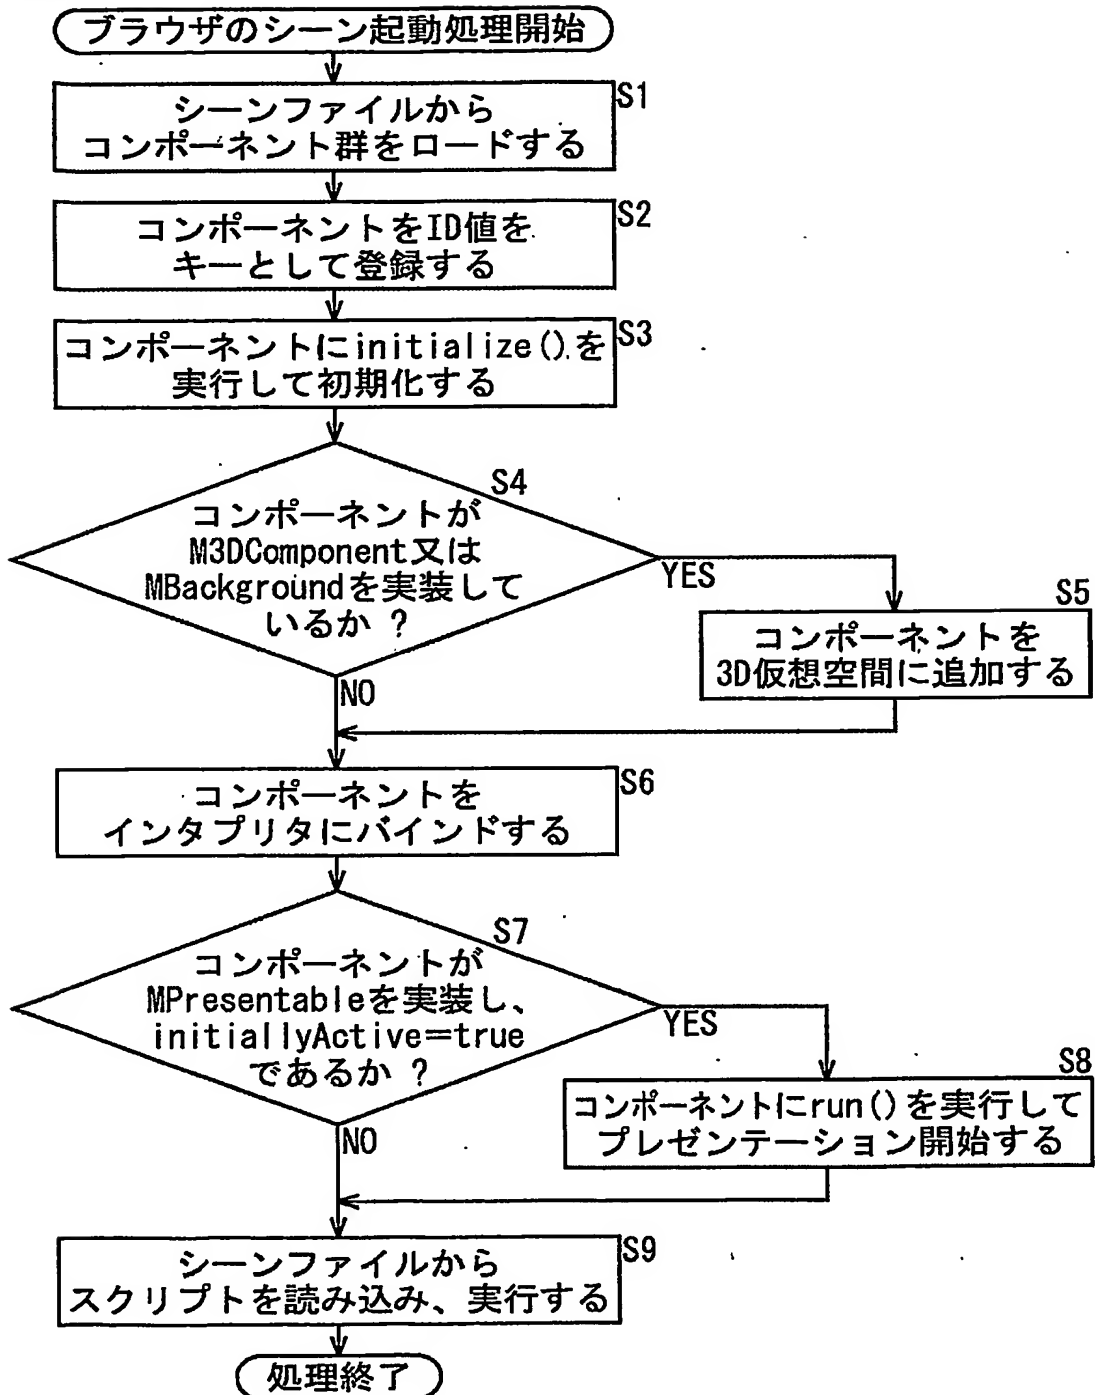 ブラウザのシーン起動処理開始
S1
シーンファイルから
コンポーネント群をロードする
S2
コンポーネントをID値を
キーとして登録する
S3
コンポーネントにinitialize()を
実行して初期化する
S4
コンポーネントが
M3DComponent又は
MBackgroundを実装して
いるか ?
YES
S5
コンポーネントを
3D仮想空間に追加する
NO
S6
コンポーネントを
インタプリタにバインドする
S7
コンポーネントが
MPresentableを実装し、
initiallyActive=true
であるか ?
YES
S8
コンポーネントにrun()を実行して
プレゼンテーション開始する
NO
S9
シーンファイルから
スクリプトを読み込み、実行する
処理終了